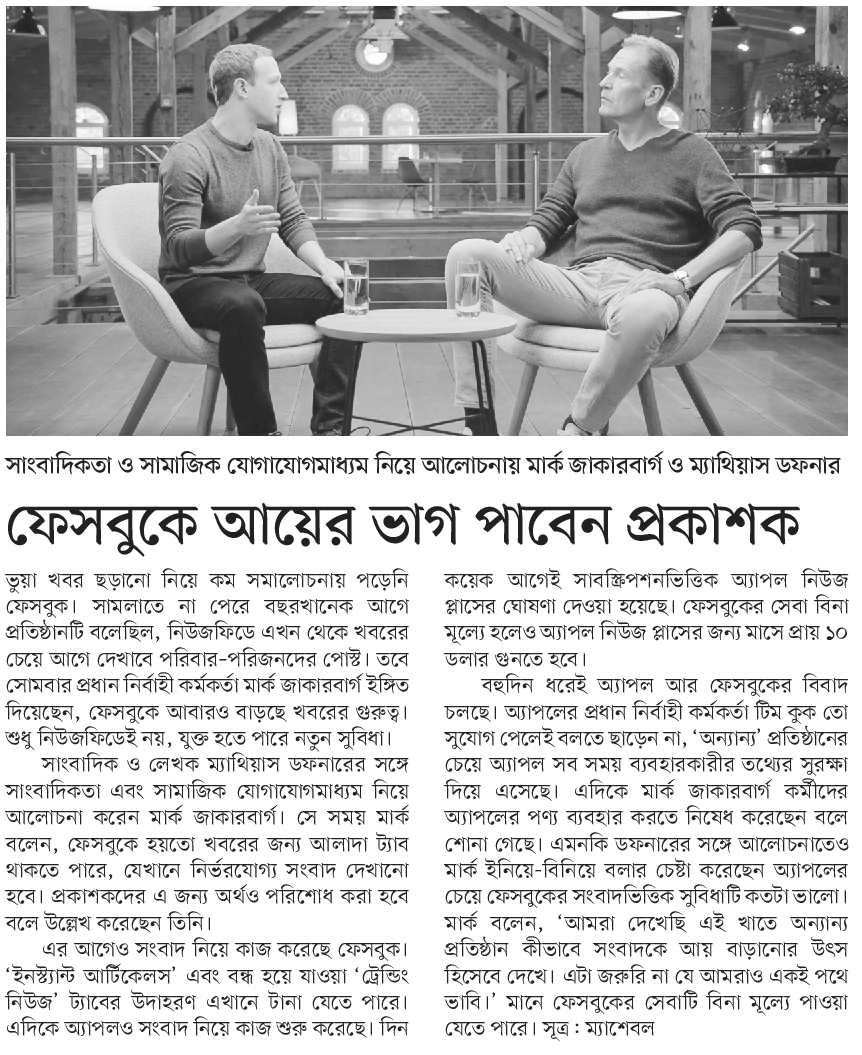 সাংবাদিকতা ও সামাজিক যোগাযোগমাধ্যম নিয়ে আলোচনায় মার্ক জাকারবার্গ ও ম্যাথিয়াস ডফনার
ফেসবুকে আয়ের ভাগ পাবেন প্রকাশক
ভুয়া খবর ছড়ানো নিয়ে কম সমালোচনায় পড়েনি
ফেসবুক। সামলাতে না পেরে বছরখানেক আগে
প্রতিষ্ঠানটি বলেছিল, নিউজফিডে এখন থেকে খবরের
চেয়ে আগে দেখাবে পরিবার-পরিজনদের পোস্ট। তবে
সোমবার প্রধান নির্বাহী কর্মকর্তা মার্ক জাকারবার্গ ইঙ্গিত
দিয়েছেন, ফেসবুকে আবারও বাড়ছে খবরের গুরুত্ব।
শুধু নিউজফিডেই নয়, যুক্ত হতে পারে নতুন সুবিধা।
সাংবাদিক ও লেখক ম্যাথিয়াস ডফনারের সঙ্গে
সাংবাদিকতা এবং সামাজিক যোগাযোগমাধ্যম নিয়ে
আলোচনা করেন মার্ক জাকারবার্গ। সে সময় মার্ক
বলেন, ফেসবুকে হয়তো খবরের জন্য আলাদা ট্যাব
থাকতে পারে, যেখানে নির্ভরযোগ্য সংবাদ দেখানো
হবে। প্রকাশকদের এ জন্য অর্থও পরিশোধ করা হবে
বলে উল্লেখ করেছেন তিনি।
এর আগেও সংবাদ নিয়ে কাজ করেছে ফেসবুক।
‘ইনস্ট্যান্ট আর্টিকেলস’ এবং বন্ধ হয়ে যাওয়া ‘ট্রেন্ডিং
নিউজ’ ট্যাবের উদাহরণ এখানে টানা যেতে পারে।
এদিকে অ্যাপলও সংবাদ নিয়ে কাজ শুরু করেছে। দিন
কয়েক আগেই সাবস্ক্রিপশনভিত্তিক অ্যাপল নিউজ
প্লাসের ঘোষণা দেওয়া হয়েছে। ফেসবুকের সেবা বিনা
মূল্যে হলেও অ্যাপল নিউজ প্লাসের জন্য মাসে প্রায় ১০
ডলার গুনতে হবে।
বহুদিন ধরেই অ্যাপল আর ফেসবুকের বিবাদ
চলছে। অ্যাপলের প্রধান নির্বাহী কর্মকর্তা টিম কুক তো
সুযোগ পেলেই বলতে ছাড়েন না, ‘অন্যান্য’ প্রতিষ্ঠানের
চেয়ে অ্যাপল সব সময় ব্যবহারকারীর তথ্যের সুরক্ষা
দিয়ে এসেছে। এদিকে মার্ক জাকারবার্গ কর্মীদের
অ্যাপলের পণ্য ব্যবহার করতে নিষেধ করেছেন বলে
শোনা গেছে। এমনকি ডফনারের সঙ্গে আলোচনাতেও
মার্ক ইনিয়ে-বিনিয়ে বলার চেষ্টা করেছেন অ্যাপলের
চেয়ে ফেসবুকের সংবাদভিত্তিক সুবিধাটি কতটা ভালো।
মার্ক বলেন, ‘আমরা দেখেছি এই খাতে অন্যান্য
প্রতিষ্ঠান কীভাবে সংবাদকে আয় বাড়ানোর উৎস
হিসেবে দেখে। এটা জরুরি না যে আমরাও একই পথে
ভাবি।’ মানে ফেসবুকের সেবাটি বিনা মূল্যে পাওয়া
যেতে পারে। সূত্র : ম্যাশেবল